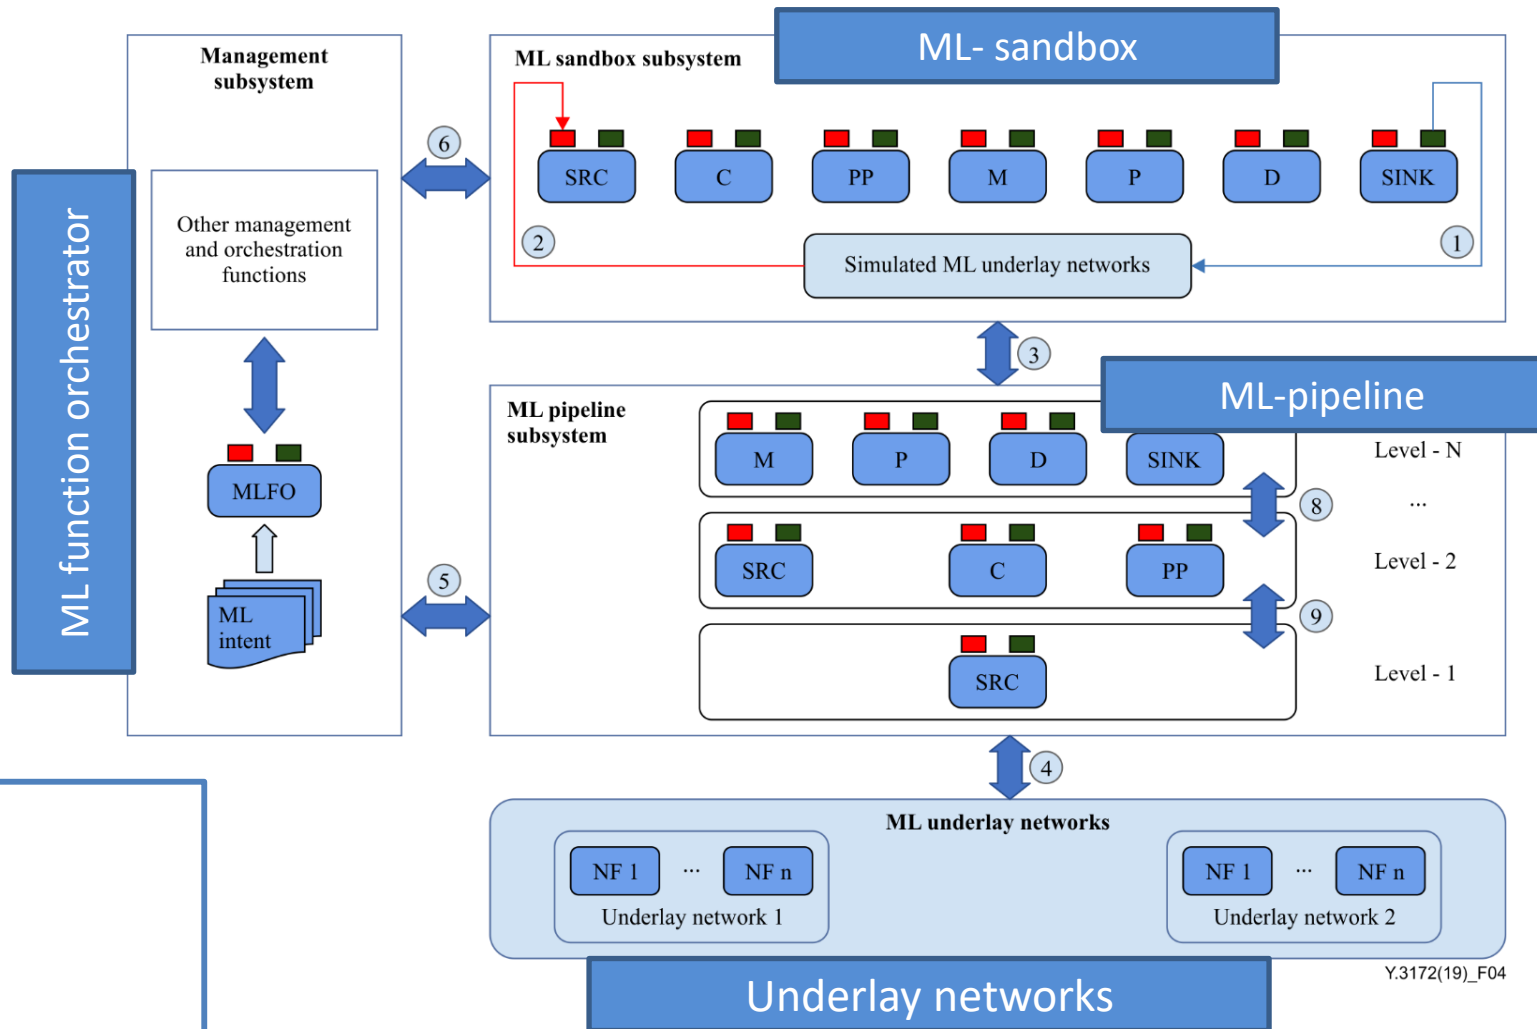 ML- sandbox
Management
subsystem
ML sandbox subsystem
6
SRC
C
PP
M
P
D
SINK
ML function orchestrator
Other management
and orchestration
functions
2
1
Simulated ML underlay networks
3
ML-pipeline
ML pipeline
subsystem
M
P
D
SINK
Level - N
MLFO
8
...
SRC
C
PP
Level - 2
5
ML
intent
9
SRC
Level - 1
4
ML underlay networks
NF 1
...
NF n
Underlay network 1
NF 1
...
NF n
Underlay network 2
Y.3172(19)_F04
Underlay networks